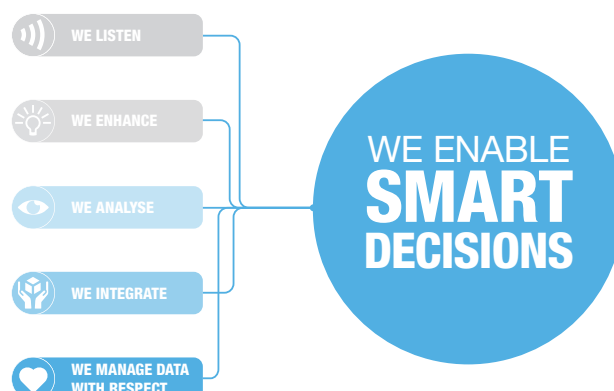 WE LISTEN
WE ENHANCE
WE ANALYSE
WE INTEGRATE
WE MANAGE DATA
WITH RESPECT
WE ENABLE
SMART
DECISIONS